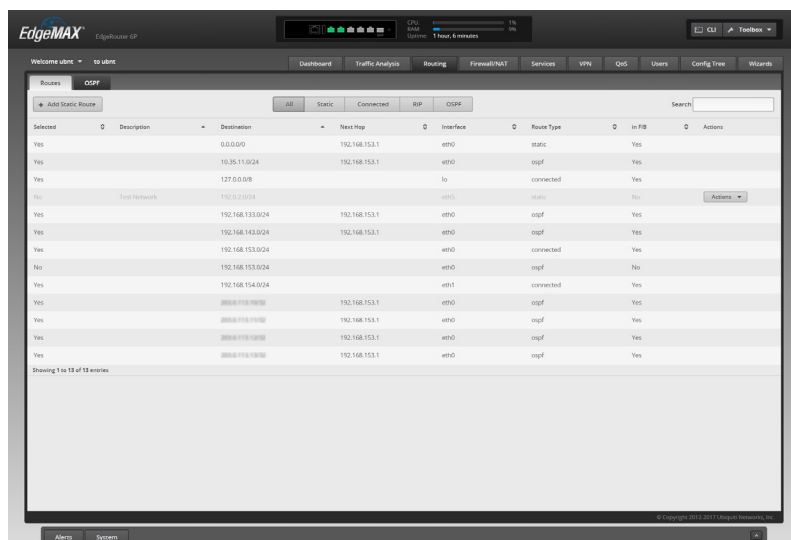 EdgeMAX EdgeRouter 6P
CPU: 1%
RAM: 9%
Uptime: 1 hour, 6 minutes
CLI Toolbox
Welcome ubnt to ubnt
Dashboard Traffic Analysis Routing Firewall/NAT Services VPN QoS Users Config Tree Wizards
Routes OSPF
+ Add Static Route All Static Connected RIP OSPF Search
Selected Description Destination Next Hop Interface Route Type in FIB Actions
Yes 0.0.0.0/0 192.168.153.1 eth0 static Yes
Yes 10.35.11.0/24 192.168.153.1 eth0 ospf Yes
Yes 127.0.0.0/8 lo connected Yes
No Test Network 192.0.2.0/24 eth5 static No Actions
Yes 192.168.133.0/24 192.168.153.1 eth0 ospf Yes
Yes 192.168.143.0/24 192.168.153.1 eth0 ospf Yes
Yes 192.168.153.0/24 eth0 connected Yes
No 192.168.153.0/24 eth0 ospf No
Yes 192.168.154.0/24 eth1 connected Yes
Yes 192.168.153.1 eth0 ospf Yes
Yes 192.168.153.1 eth0 ospf Yes
Yes 192.168.153.1 eth0 ospf Yes
Yes 192.168.153.1 eth0 ospf Yes
Showing 1 to 13 of 13 entries
© Copyright 2012-2017 Ubiquiti Networks, Inc.
Alerts System